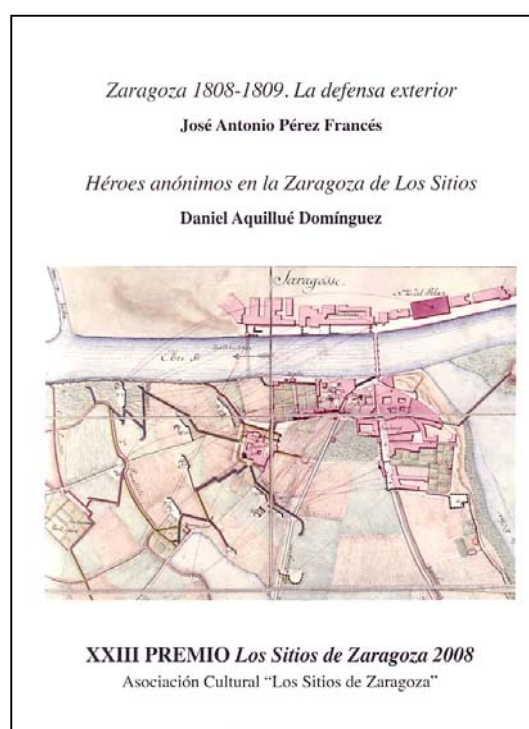 Zaragoza 1808-1809. La defensa exterior
José Antonio Pérez Francés
Héroes anónimos en la Zaragoza de Los Sitios
Daniel Aquillué Domínguez
Saragosse.
XXIII PREMIO Los Sitios de Zaragoza 2008
Asociación Cultural “Los Sitios de Zaragoza”